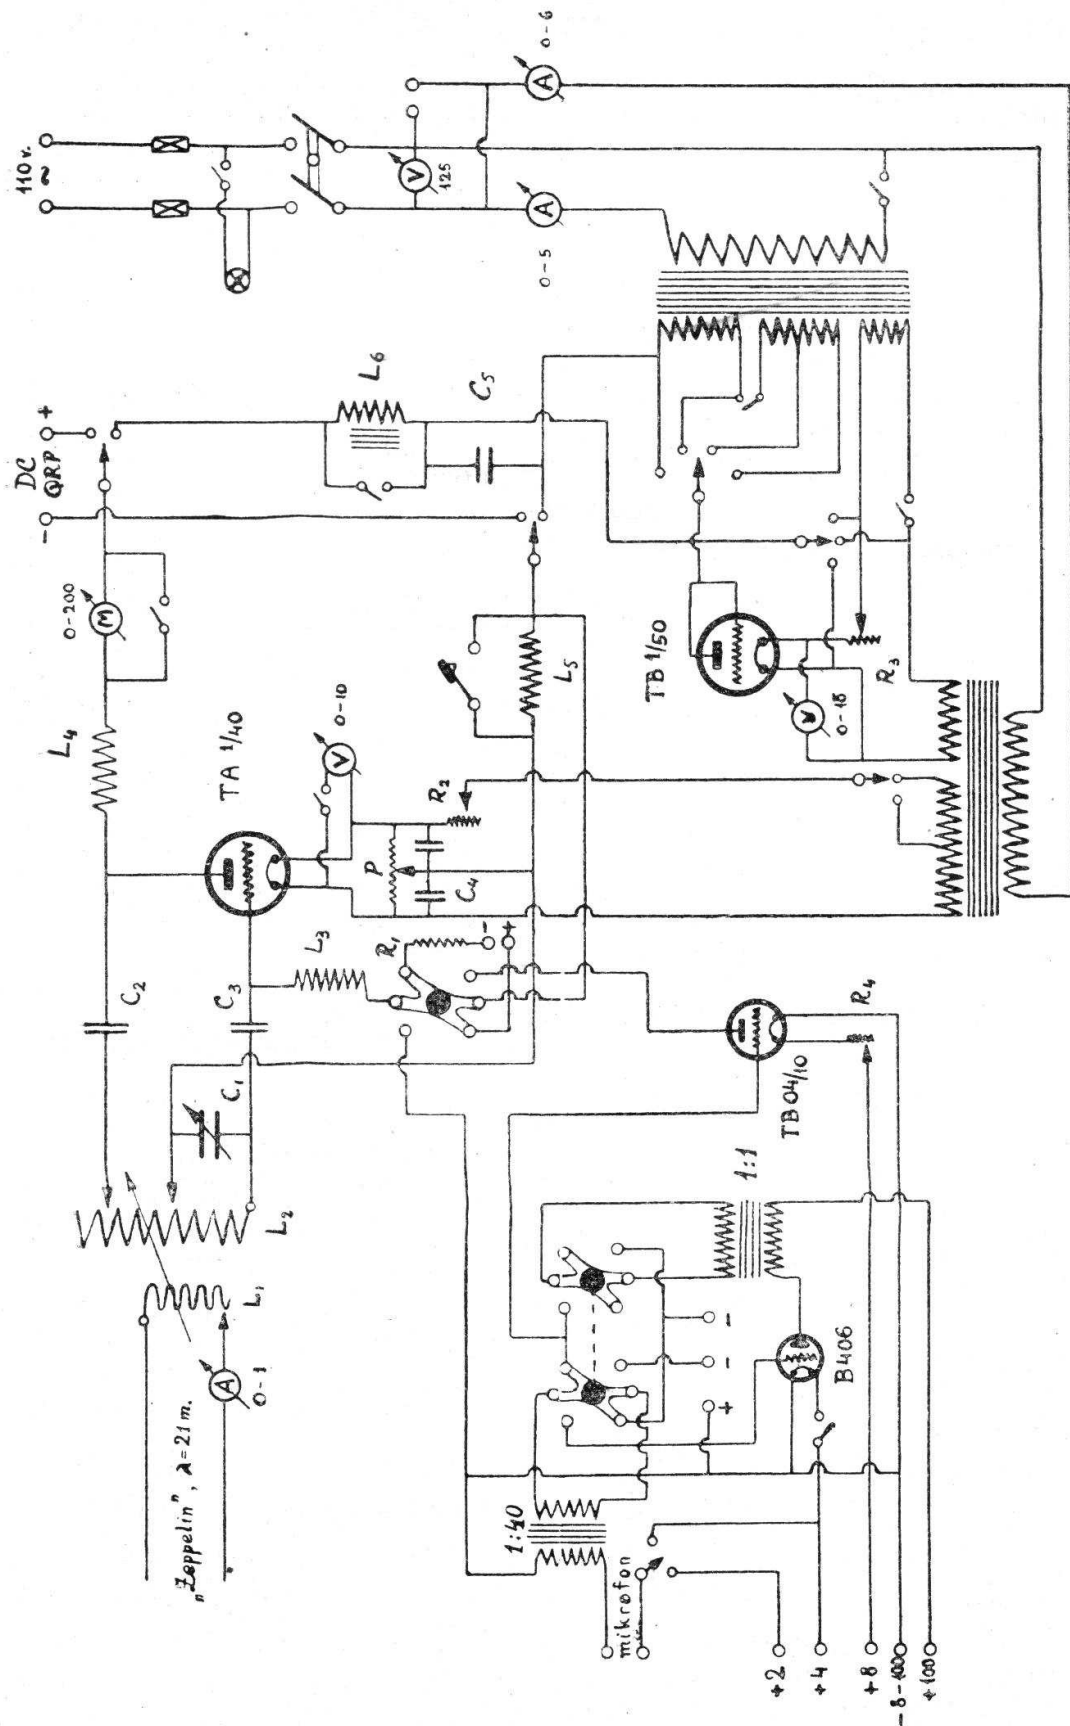 "Zeppelin", λ=21m.
A
0-1
L₁
L₂
C₁
C₂
C₃
L₃
R₁
-
+
TA 1/40
L₄
M
0-200
V
0-10
P
C₄
R₂
L₅
-
DC
QRP
+
L₆
C₅
110 v.
~
V
125
A
0-5
A
0-6
TB 1/50
V
0-15
R₃
1:40
mikrofon
+
-
-
1:1
B406
TB 04/10
R₄
+2
+4
+8
-8-100
+100